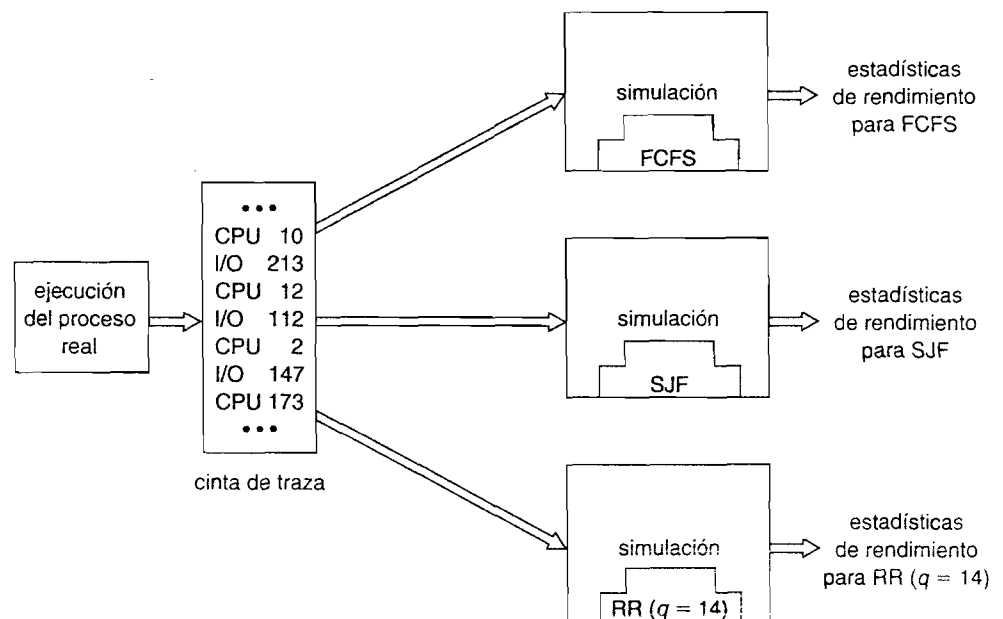 ejecución
del proceso
real
•••
CPU 10
I/O 213
CPU 12
I/O 112
CPU 2
I/O 147
CPU 173
•••
cinta de traza
simulación
FCFS
estadísticas
de rendimiento
para FCFS
simulación
SJF
estadísticas
de rendimiento
para SJF
simulación
RR (q = 14)
estadísticas
de rendimiento
para RR (q = 14)